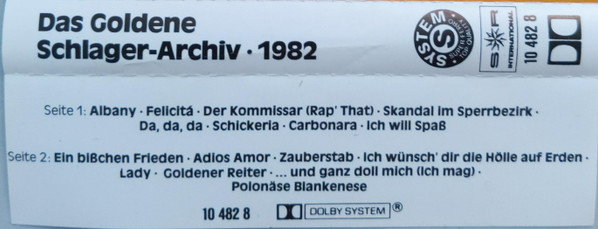 Das Goldene
Schlager-Archiv · 1982
SYSTEM
S
S R
INTERNATIONAL
10 482 8
Seite 1: Albany · Felicitá · Der Kommissar (Rap' That) · Skandal im Sperrbezirk ·
Da, da, da · Schickeria · Carbonara · Ich will Spaß
Seite 2: Ein bißchen Frieden · Adios Amor · Zauberstab · Ich wünsch' dir die Hölle auf Erden ·
Lady · Goldener Reiter · ... und ganz doll mich (Ich mag) ·
Polonäse Blankenese
10 482 8 DOLBY SYSTEM ®